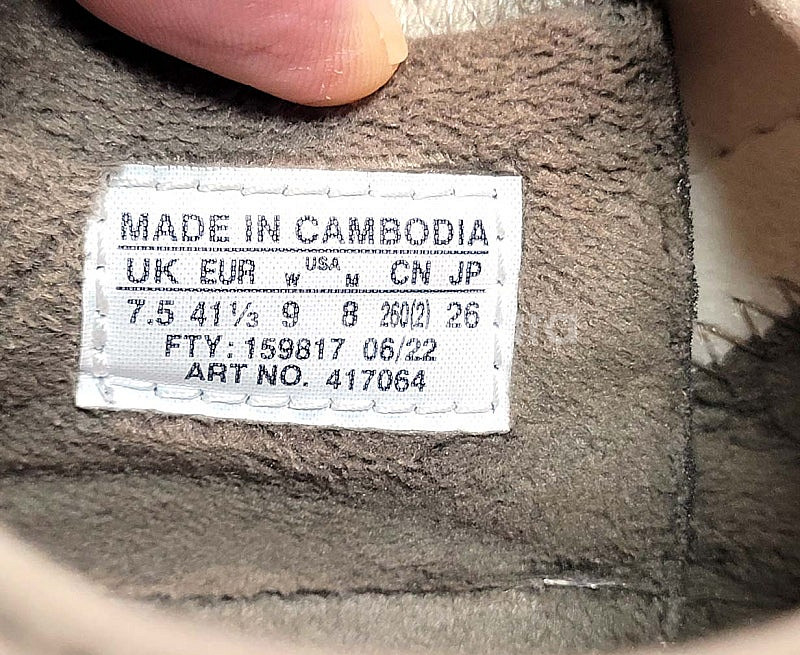 MADE IN CAMBODIA
UK EUR USA W M CN JP
7.5 41⅓ 9 8 260(2) 26
FTY: 159817 06/22
ART NO. 417064